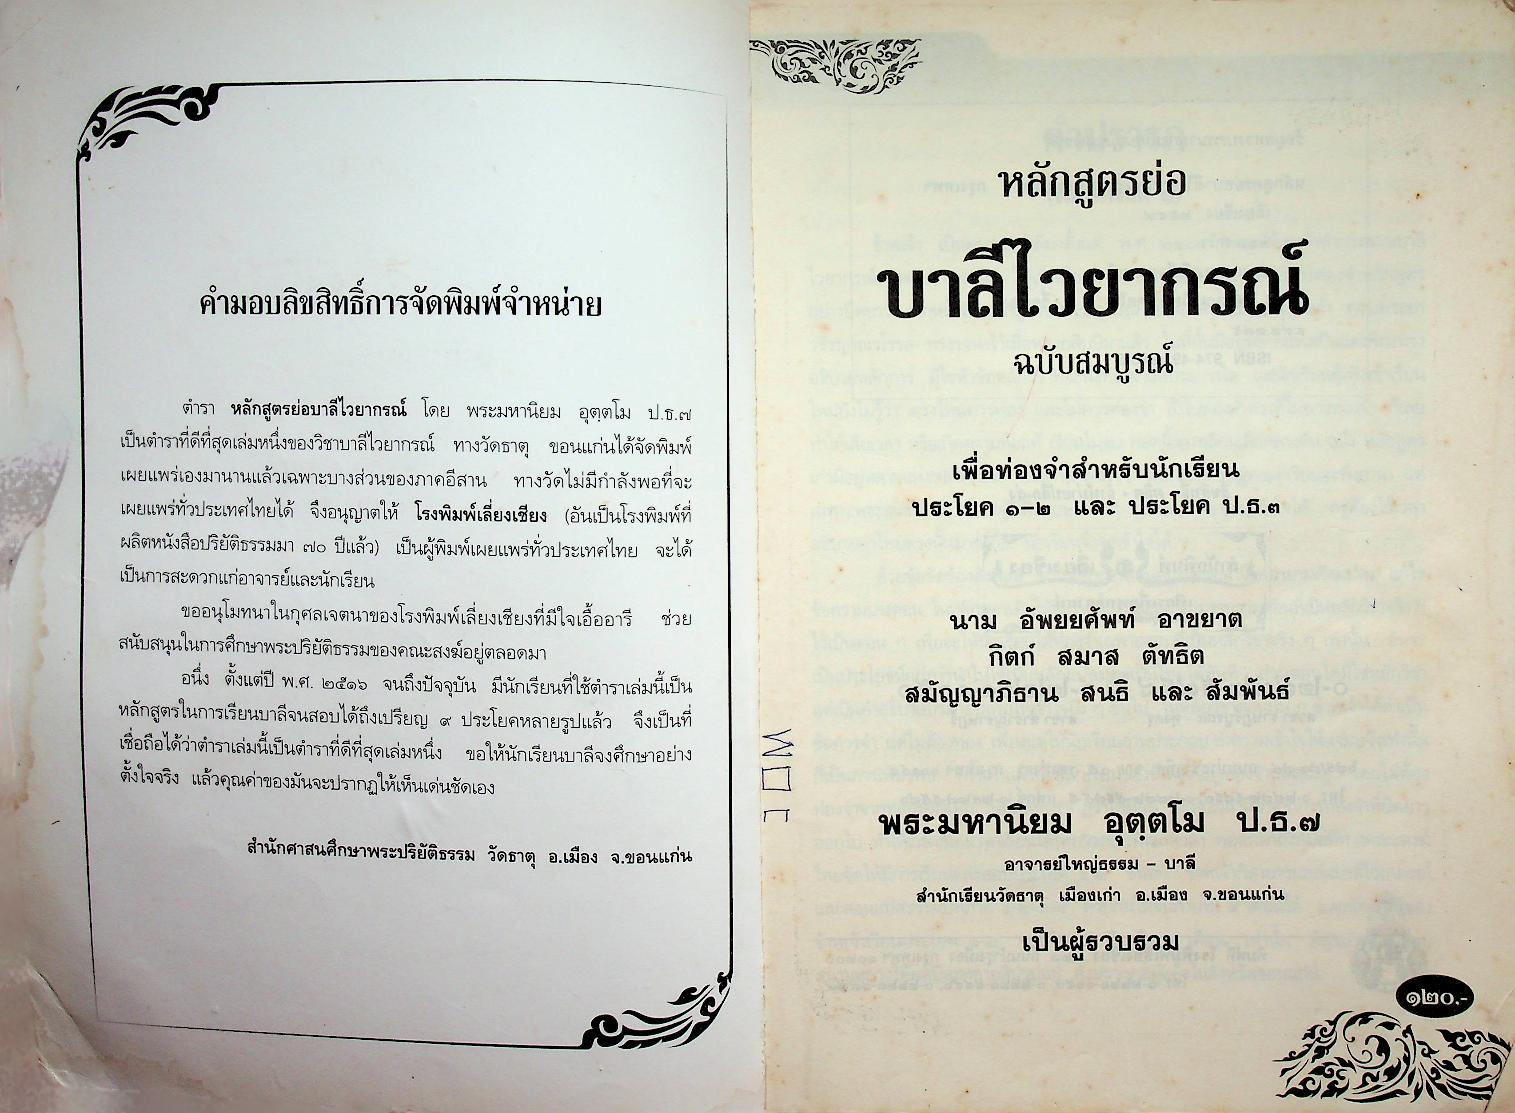 คำมอบลิขสิทธิ์การจัดพิมพ์จำหน่าย
ตำรา หลักสูตรย่อบาลีไวยากรณ์ โดย พระมหานิยม อุตฺตโม ป.ธ.๗
เป็นตำราที่ดีที่สุดเล่มหนึ่งของวิชาบาลีไวยากรณ์ ทางวัดธาตุ ขอนแก่นได้จัดพิมพ์
เผยแพร่เองมานานแล้วเฉพาะบางส่วนของภาคอีสาน ทางวัดไม่มีกำลังพอที่จะ
เผยแพร่ทั่วประเทศไทยได้ จึงอนุญาตให้ โรงพิมพ์เลี่ยงเชียง (อันเป็นโรงพิมพ์ที่
ผลิตหนังสือปริยัติธรรมมา ๗๐ ปีแล้ว) เป็นผู้พิมพ์เผยแพร่ทั่วประเทศไทย จะได้
เป็นการสะดวกแก่อาจารย์และนักเรียน
ขออนุโมทนาในกุศลเจตนาของโรงพิมพ์เลี่ยงเชียงที่มีใจเอื้ออารี ช่วย
สนับสนุนในการศึกษาพระปริยัติธรรมของคณะสงฆ์อยู่ตลอดมา
อนึ่ง ตั้งแต่ปี พ.ศ. ๒๕๑๖ จนถึงปัจจุบัน มีนักเรียนที่ใช้ตำราเล่มนี้เป็น
หลักสูตรในการเรียนบาลีจนสอบได้ถึงเปรียญ ๙ ประโยคหลายรูปแล้ว จึงเป็นที่
เชื่อถือได้ว่าตำราเล่มนี้เป็นตำราที่ดีที่สุดเล่มหนึ่ง ขอให้นักเรียนบาลีจงศึกษาอย่าง
ตั้งใจจริง แล้วคุณค่าของมันจะปรากฏให้เห็นเด่นชัดเอง
สำนักศาสนศึกษาพระปริยัติธรรม วัดธาตุ อ.เมือง จ.ขอนแก่น
หลักสูตรย่อ
บาลีไวยากรณ์
ฉบับสมบูรณ์
เพื่อท่องจำสำหรับนักเรียน
ประโยค ๑-๒ และ ประโยค ป.ธ.๓
นาม อัพยยศัพท์ อาขยาต
กิตก์ สมาส ตัทธิต
สมัญญาภิธาน สนธิ และ สัมพันธ์
พระมหานิยม อุตฺตโม ป.ธ.๗
อาจารย์ใหญ่ธรรม - บาลี
สำนักเรียนวัดธาตุ เมืองเก่า อ.เมือง จ.ขอนแก่น
เป็นผู้รวบรวม
๑๒๐.-